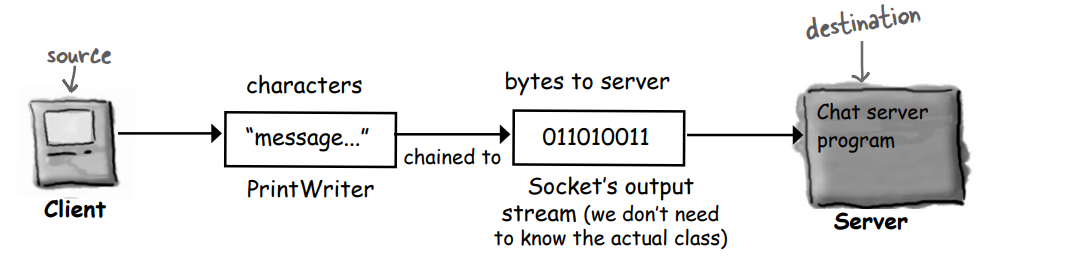 source
Client
characters
“message...”
PrintWriter
chained to
bytes to server
011010011
Socket’s output
stream (we don’t need
to know the actual class)
destination
Chat server
program
Server